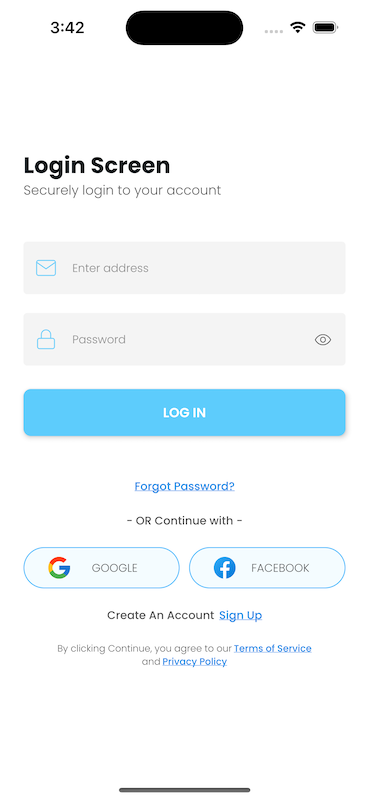 3:42
Login Screen
Securely login to your account
Enter address
Password
LOG IN
Forgot Password?
- OR Continue with -
GOOGLE FACEBOOK
Create An Account Sign Up
By clicking Continue, you agree to our Terms of Service
and Privacy Policy